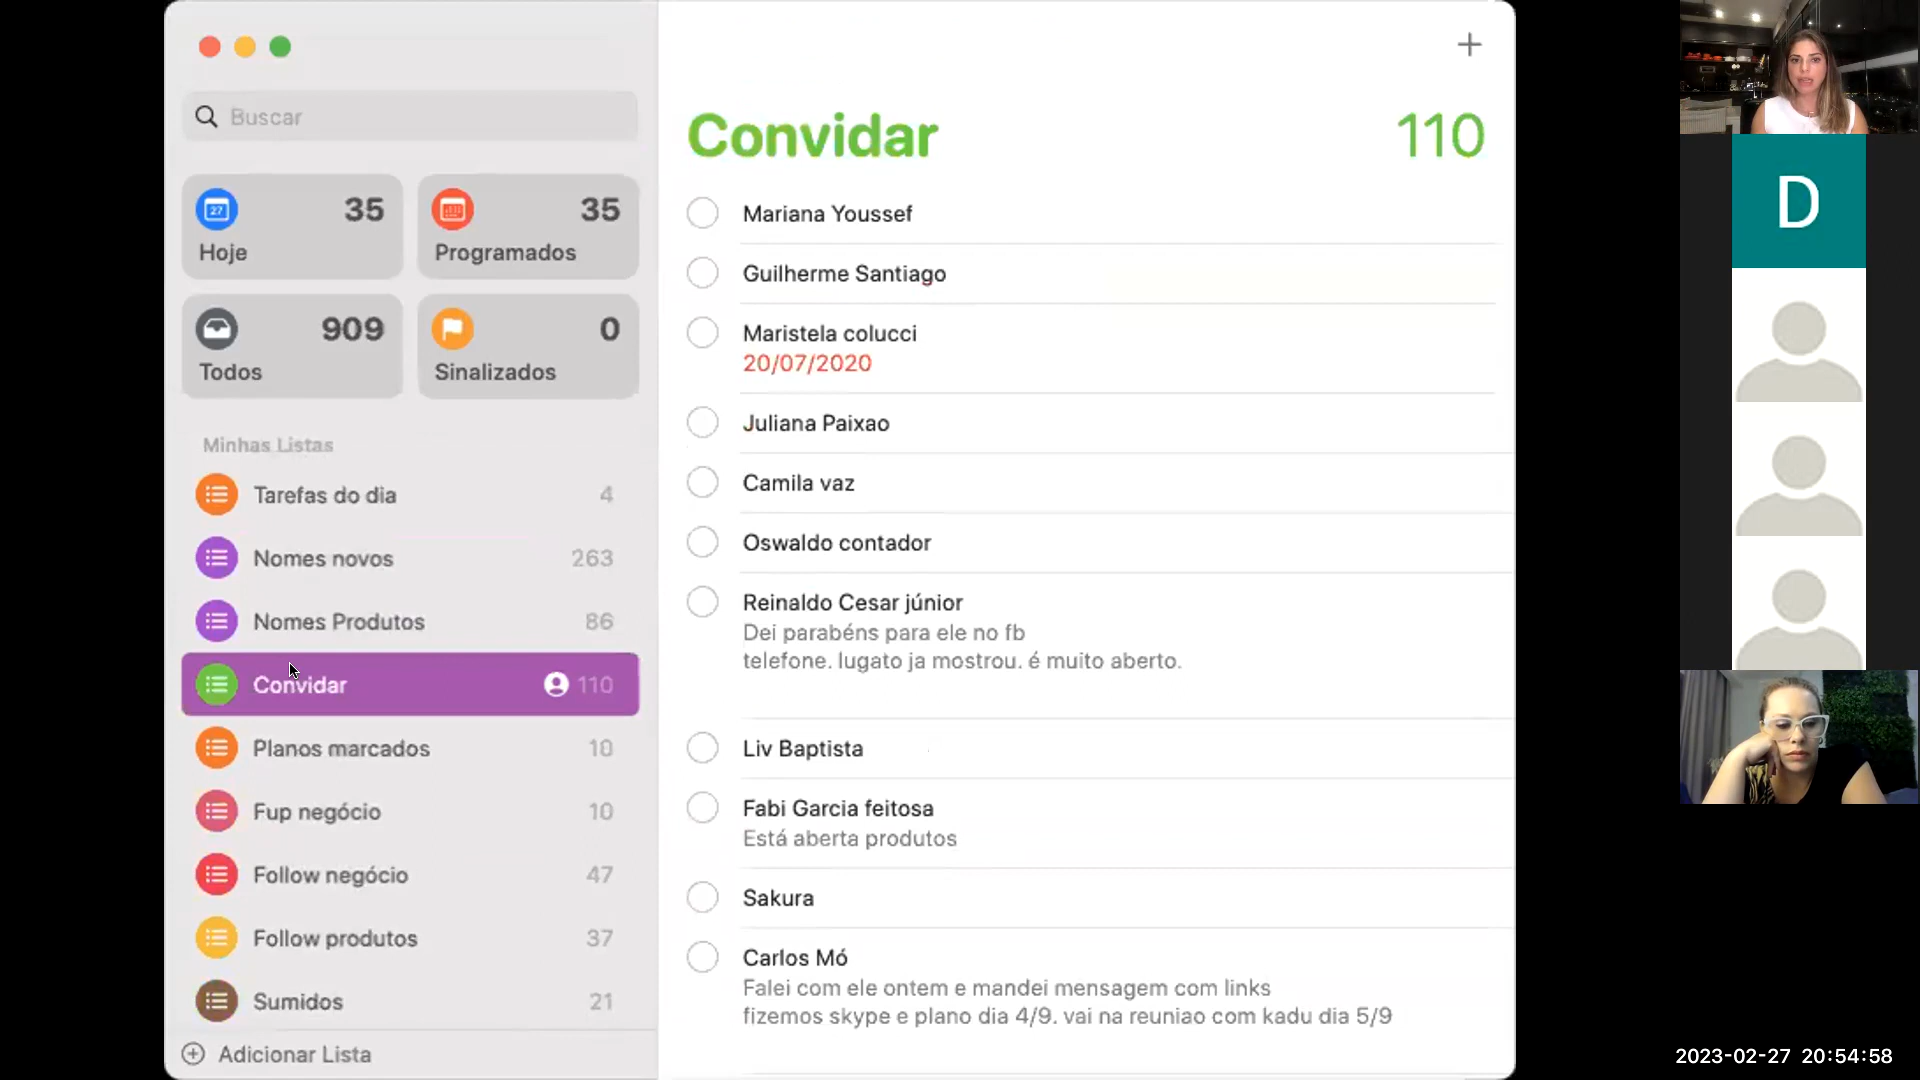 Buscar
27
35
Hoje
35
Programados
909
Todos
0
Sinalizados
Minhas Listas
Tarefas do dia 4
Nomes novos 263
Nomes Produtos 86
Convidar 110
Planos marcados 10
Fup negócio 10
Follow negócio 47
Follow produtos 37
Sumidos 21
Adicionar Lista
Convidar 110
Mariana Youssef
Guilherme Santiago
Maristela colucci
20/07/2020
Juliana Paixao
Camila vaz
Oswaldo contador
Reinaldo Cesar júnior
Dei parabéns para ele no fb
telefone. lugato ja mostrou. é muito aberto.
Liv Baptista
Fabi Garcia feitosa
Está aberta produtos
Sakura
Carlos Mó
Falei com ele ontem e mandei mensagem com links
fizemos skype e plano dia 4/9. vai na reuniao com kadu dia 5/9
D
2023-02-27 20:54:58